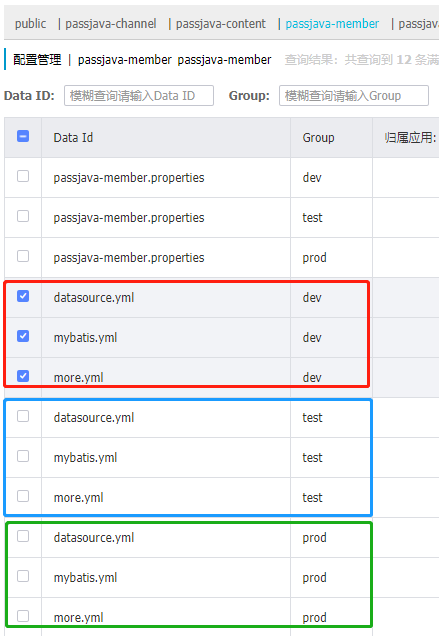 public | passjava-channel | passjava-content | passjava-member | passjava
配置管理 | passjava-member passjava-member 查询结果：共查询到 12 条满
Data ID: 模糊查询请输入Data ID Group: 模糊查询请输入Group
Data Id Group 归属应用:
passjava-member.properties dev
passjava-member.properties test
passjava-member.properties prod
datasource.yml dev
mybatis.yml dev
more.yml dev
datasource.yml test
mybatis.yml test
more.yml test
datasource.yml prod
mybatis.yml prod
more.yml prod